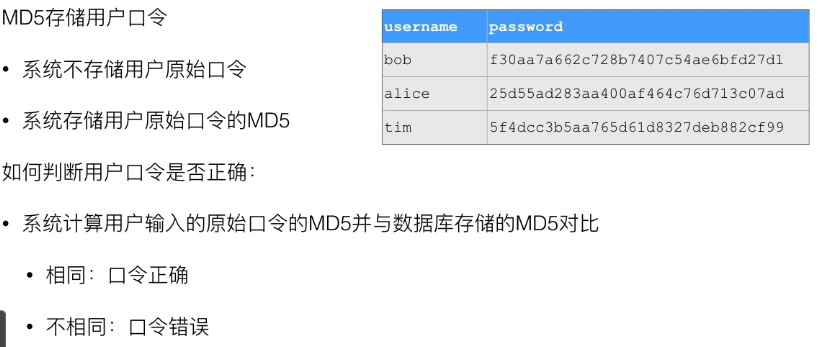 MD5存储用户口令
• 系统不存储用户原始口令
• 系统存储用户原始口令的MD5
username password
bob f30aa7a662c728b7407c54ae6bfd27d1
alice 25d55ad283aa400af464c76d713c07ad
tim 5f4dcc3b5aa765d61d8327deb882cf99
如何判断用户口令是否正确：
• 系统计算用户输入的原始口令的MD5并与数据库存储的MD5对比
• 相同：口令正确
• 不相同：口令错误